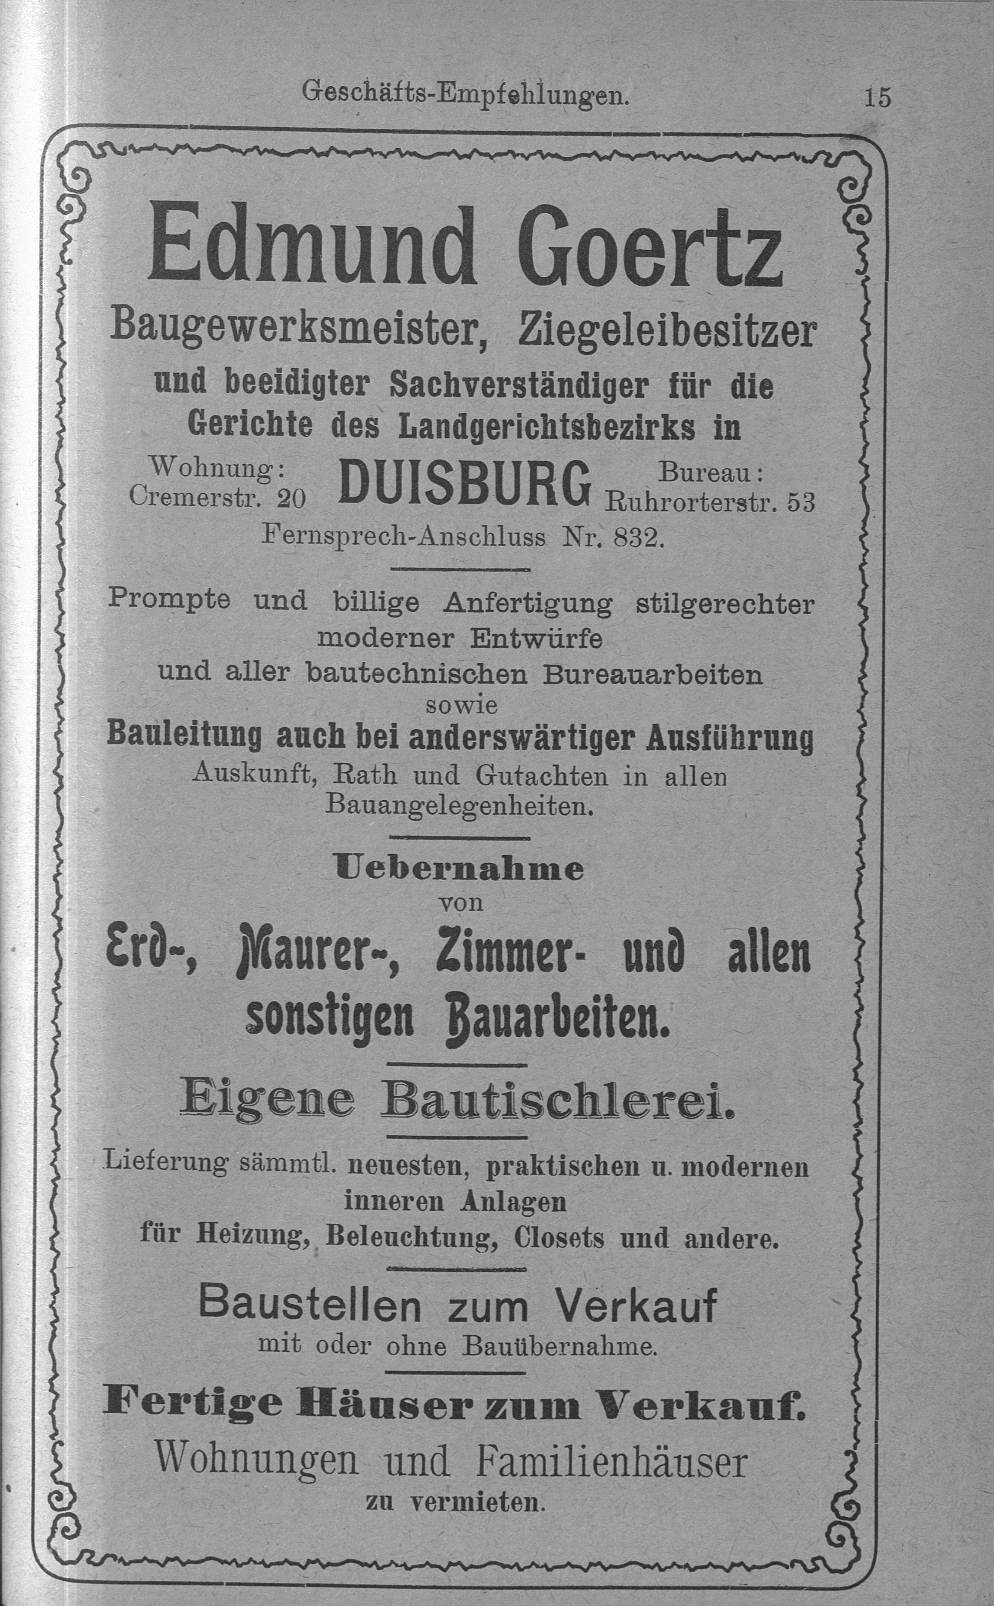 Geschäfts-Empfehlungen. 15
Edmund Goertz
Baugewerksmeister, Ziegeleibesitzer
und beeidigter Sachverständiger für die
Gerichte des Landgerichtsbezirks in
Wohnung:
Cremerstr. 20
DUISBURG
Bureau:
Ruhrorterstr. 53
Fernsprech-Anschluss Nr. 832.
Prompte und billige Anfertigung stilgerechter
moderner Entwürfe
und aller bautechnischen Bureauarbeiten
sowie
Bauleitung auch bei anderswärtiger Ausführung
Auskunft, Rath und Gutachten in allen
Bauangelegenheiten.
Uebernahme
von
Erd-, Maurer-, Zimmer- und allen
sonstigen Bauarbeiten.
Eigene Bautischlerei.
Lieferung sämmtl. neuesten, praktischen u. modernen
inneren Anlagen
für Heizung, Beleuchtung, Closets und andere.
Baustellen zum Verkauf
mit oder ohne Bauübernahme.
Fertige Häuser zum Verkauf.
Wohnungen und Familienhäuser
zu vermieten.